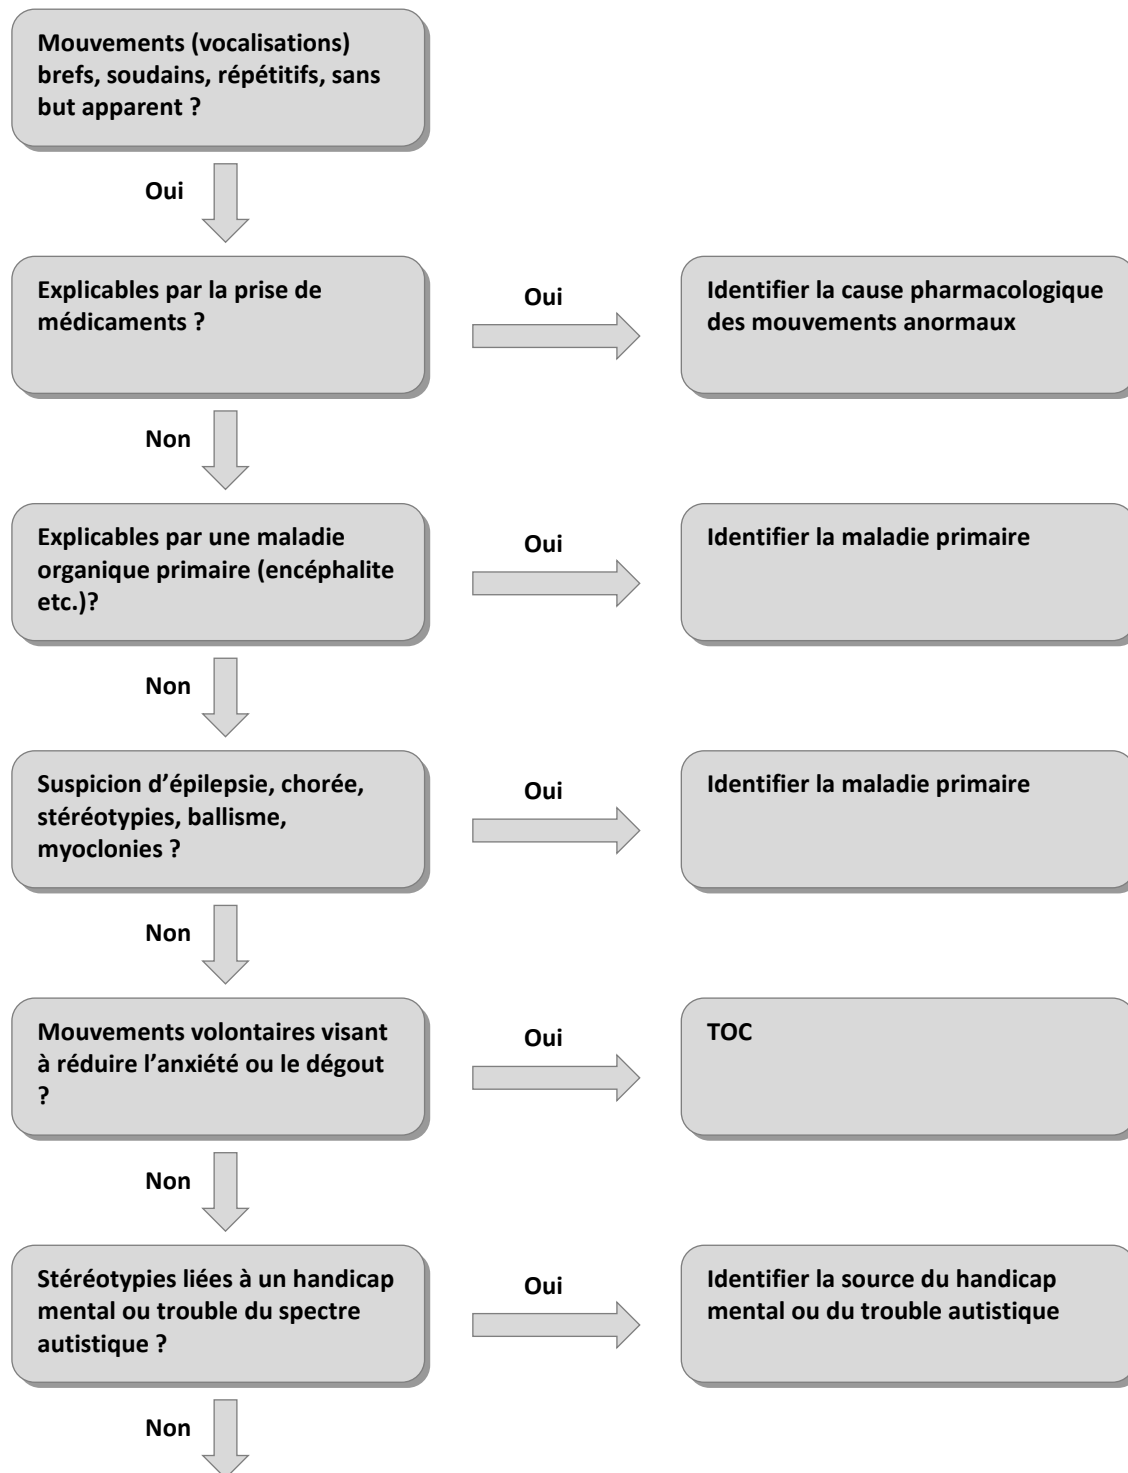 Mouvements (vocalisations)
brefs, soudains, répétitifs, sans
but apparent ?
Oui
Explicables par la prise de
médicaments ?
Oui
Identifier la cause pharmacologique
des mouvements anormaux
Non
Explicables par une maladie
organique primaire (encéphalite
etc.)?
Oui
Identifier la maladie primaire
Non
Suspicion d’épilepsie, chorée,
stéréotypies, ballisme,
myoclonies ?
Oui
Identifier la maladie primaire
Non
Mouvements volontaires visant
à réduire l’anxiété ou le dégout
?
Oui
TOC
Non
Stéréotypies liées à un handicap
mental ou trouble du spectre
autistique ?
Oui
Identifier la source du handicap
mental ou du trouble autistique
Non